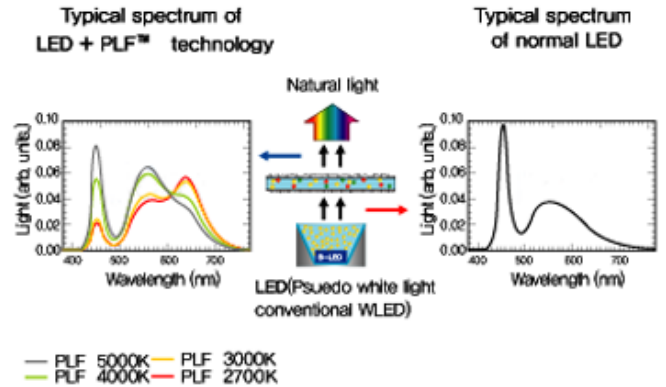 Typical spectrum of
LED + PLF™ technology
Typical spectrum
of normal LED
Natural light
0.10
0.08
0.06
0.04
0.02
0.00
Light (arb, units,)
400 500 600 700
Wavelength (nm)
B-LED
LED(Psuedo white light
conventional WLED)
0.10
0.08
0.06
0.04
0.02
0.00
Light (arb, units,)
400 500 600 700
Wavelength (nm)
PLF 5000K
PLF 3000K
PLF 4000K
PLF 2700K